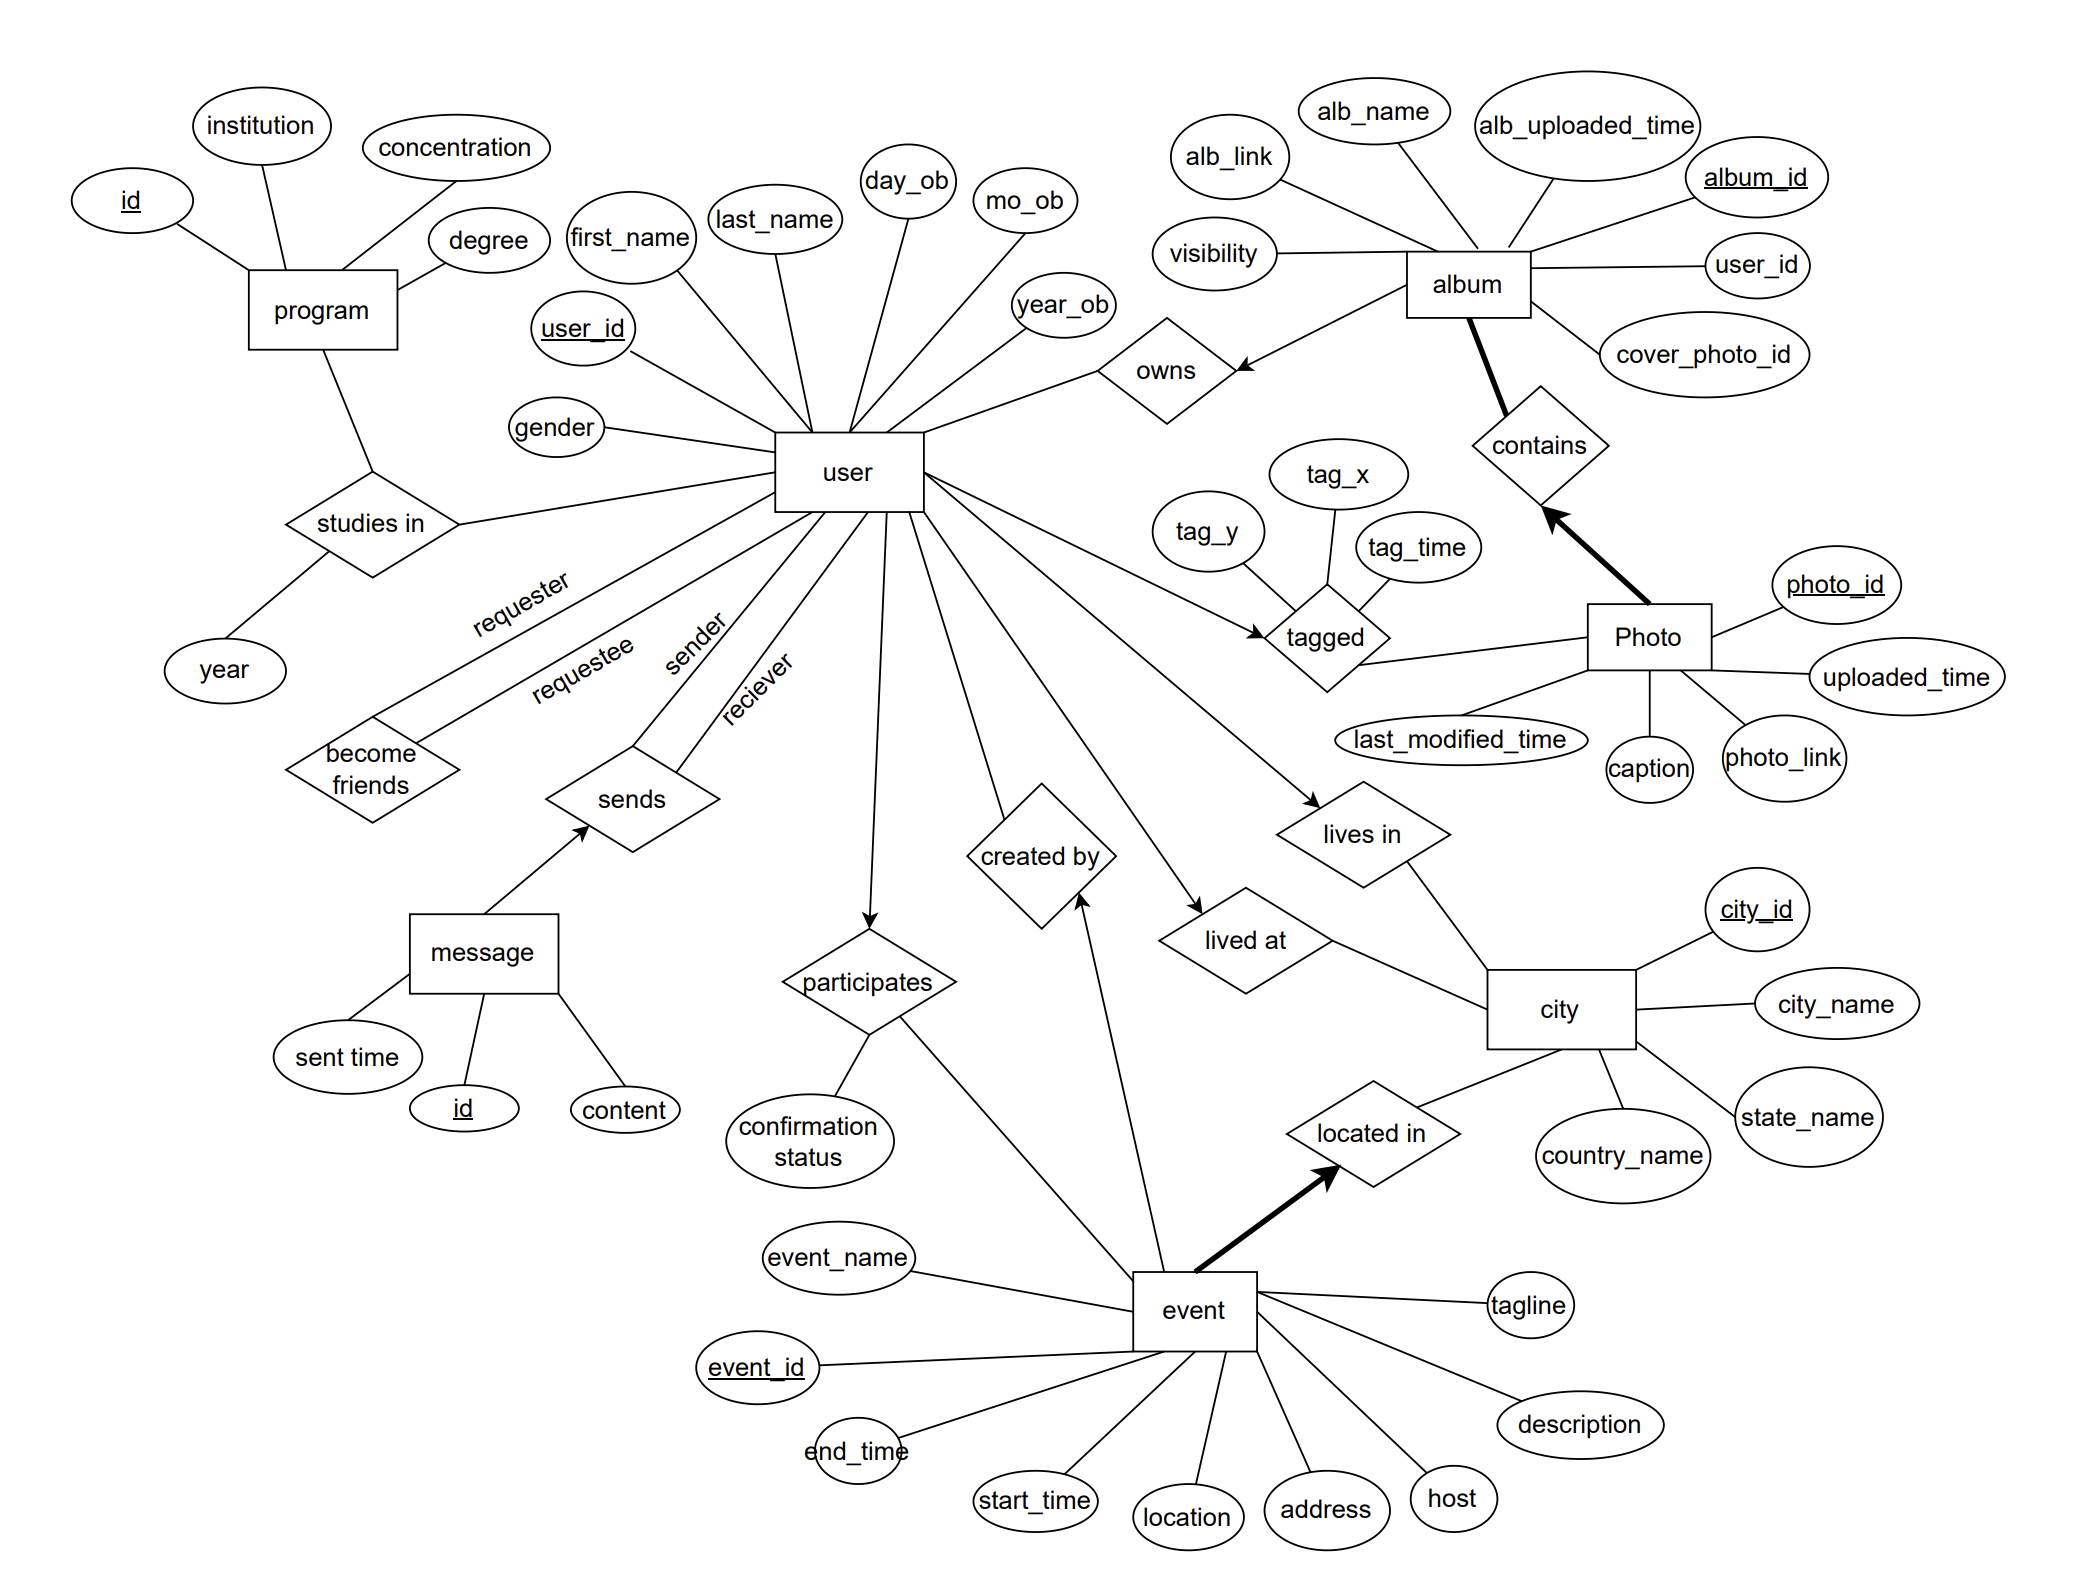 institution
concentration
id
degree
program
first_name
last_name
day_ob
mo_ob
year_ob
user_id
gender
user
studies in
year
alb_link
alb_name
alb_uploaded_time
album_id
visibility
user_id
album
cover_photo_id
owns
contains
tag_x
tag_y
tag_time
tagged
photo_id
Photo
uploaded_time
last_modified_time
caption
photo_link
requester
requestee
sender
reciever
become
friends
sends
created by
lives in
lived at
participates
message
sent time
id
content
confirmation
status
city_id
city_name
city
state_name
country_name
located in
event_name
event
tagline
event_id
description
end_time
start_time
location
address
host